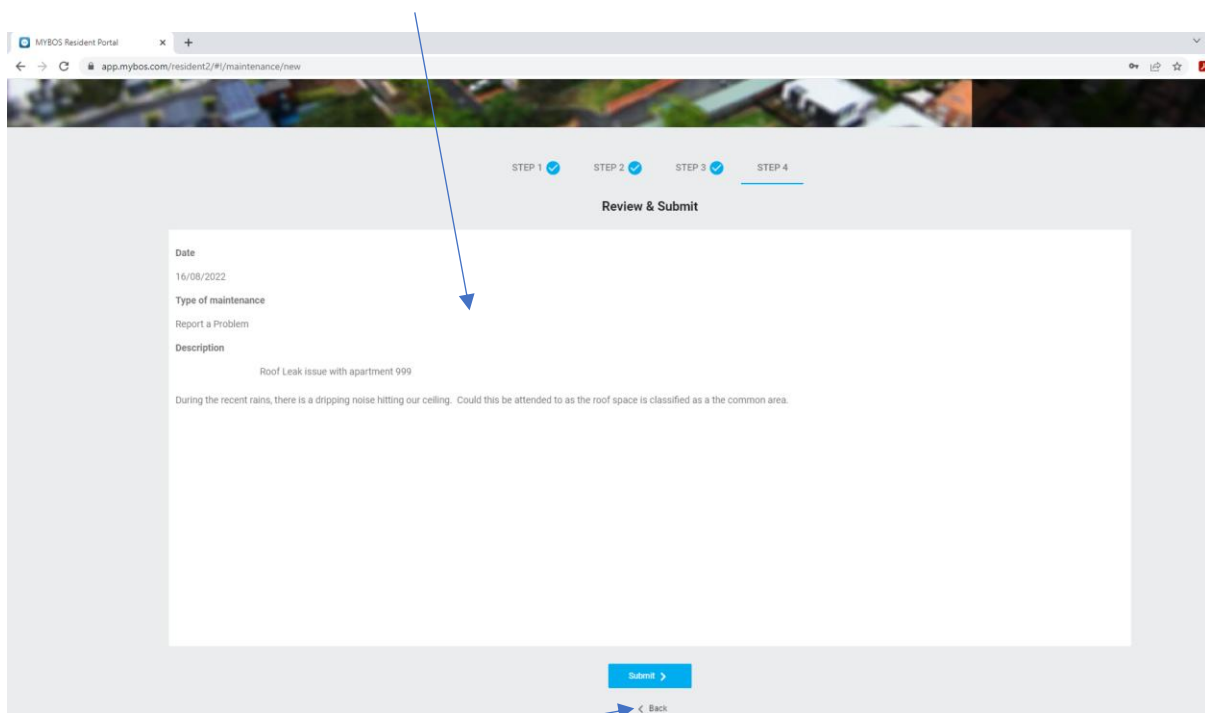 MYBOS Resident Portal
app.mybos.com/resident2/#!/maintenance/new
STEP 1 STEP 2 STEP 3 STEP 4
Review & Submit
Date
16/08/2022
Type of maintenance
Report a Problem
Description
Roof Leak issue with apartment 999
During the recent rains, there is a dripping noise hitting our ceiling. Could this be attended to as the roof space is classified as a the common area.
Submit
Back